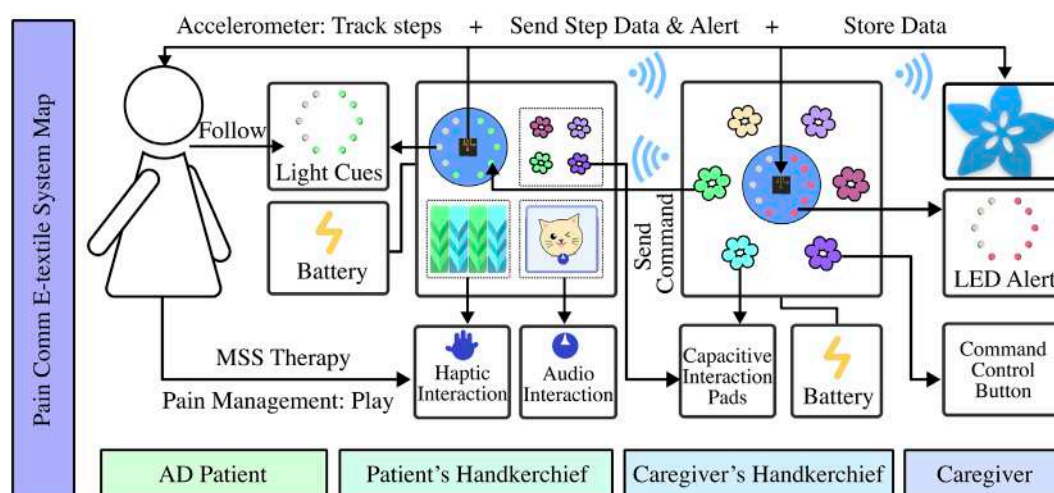 Pain Comm E-textile System Map
Accelerometer: Track steps + Send Step Data & Alert + Store Data
Follow
Light Cues
Battery
Send
Command
LED Alert
MSS Therapy
Pain Management: Play
Haptic
Interaction
Audio
Interaction
Capacitive
Interaction
Pads
Battery
Command
Control
Button
AD Patient
Patient's Handkerchief
Caregiver's Handkerchief
Caregiver